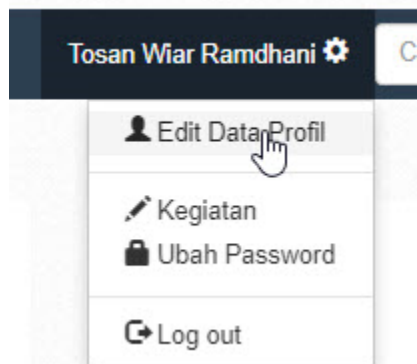 Tosan Wiar Ramdhani
C
Edit Data Profil
Kegiatan
Ubah Password
Log out